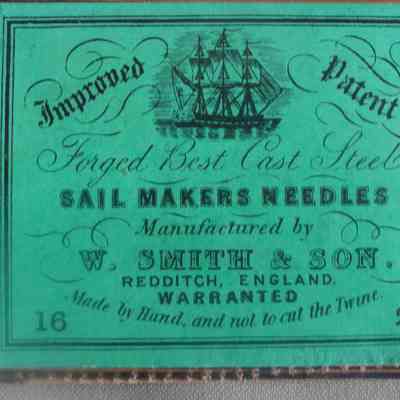 Improved Patent
Forged Best Cast Steel
SAIL MAKERS NEEDLES
Manufactured by
W. SMITH & SON.
REDDITCH, ENGLAND.
WARRANTED
Made by Hand, and not to cut the Twine.
16